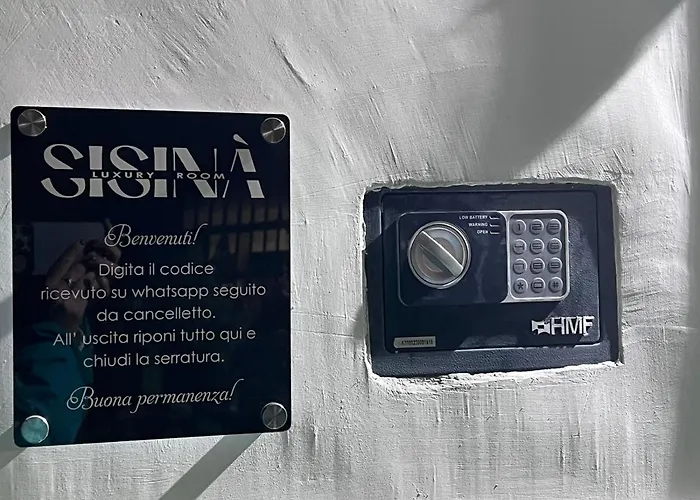 SISINÀ
LUXURY ROOM
Benvenuti!
Digita il codice
ricevuto su whatsapp seguito
da cancelletto.
All' uscita riponi tutto qui e
chiudi la serratura.
Buona permanenza!
LOW BATTERY
WARNING
OPEN
HMF